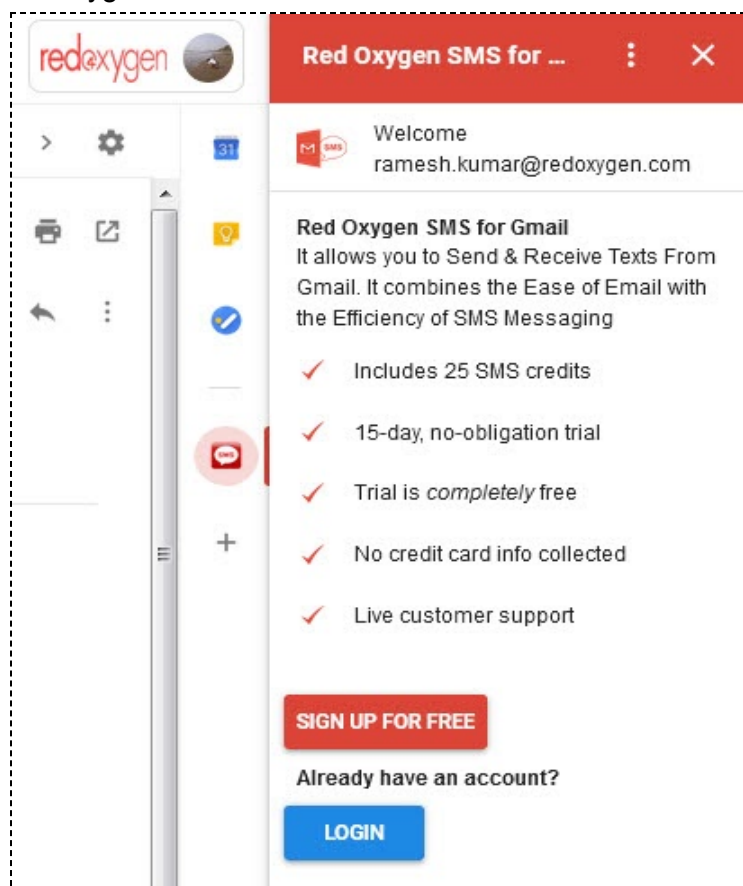 redoxygen
Red Oxygen SMS for ...
31
M SMS
Welcome
ramesh.kumar@redoxygen.com
Red Oxygen SMS for Gmail
It allows you to Send & Receive Texts From
Gmail. It combines the Ease of Email with
the Efficiency of SMS Messaging
Includes 25 SMS credits
15-day, no-obligation trial
SMS
Trial is completely free
No credit card info collected
Live customer support
SIGN UP FOR FREE
Already have an account?
LOGIN